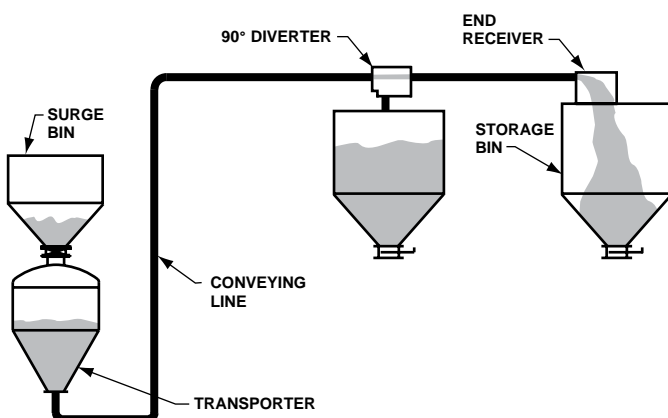 90° DIVERTER
END
RECEIVER
SURGE
BIN
STORAGE
BIN
CONVEYING
LINE
TRANSPORTER